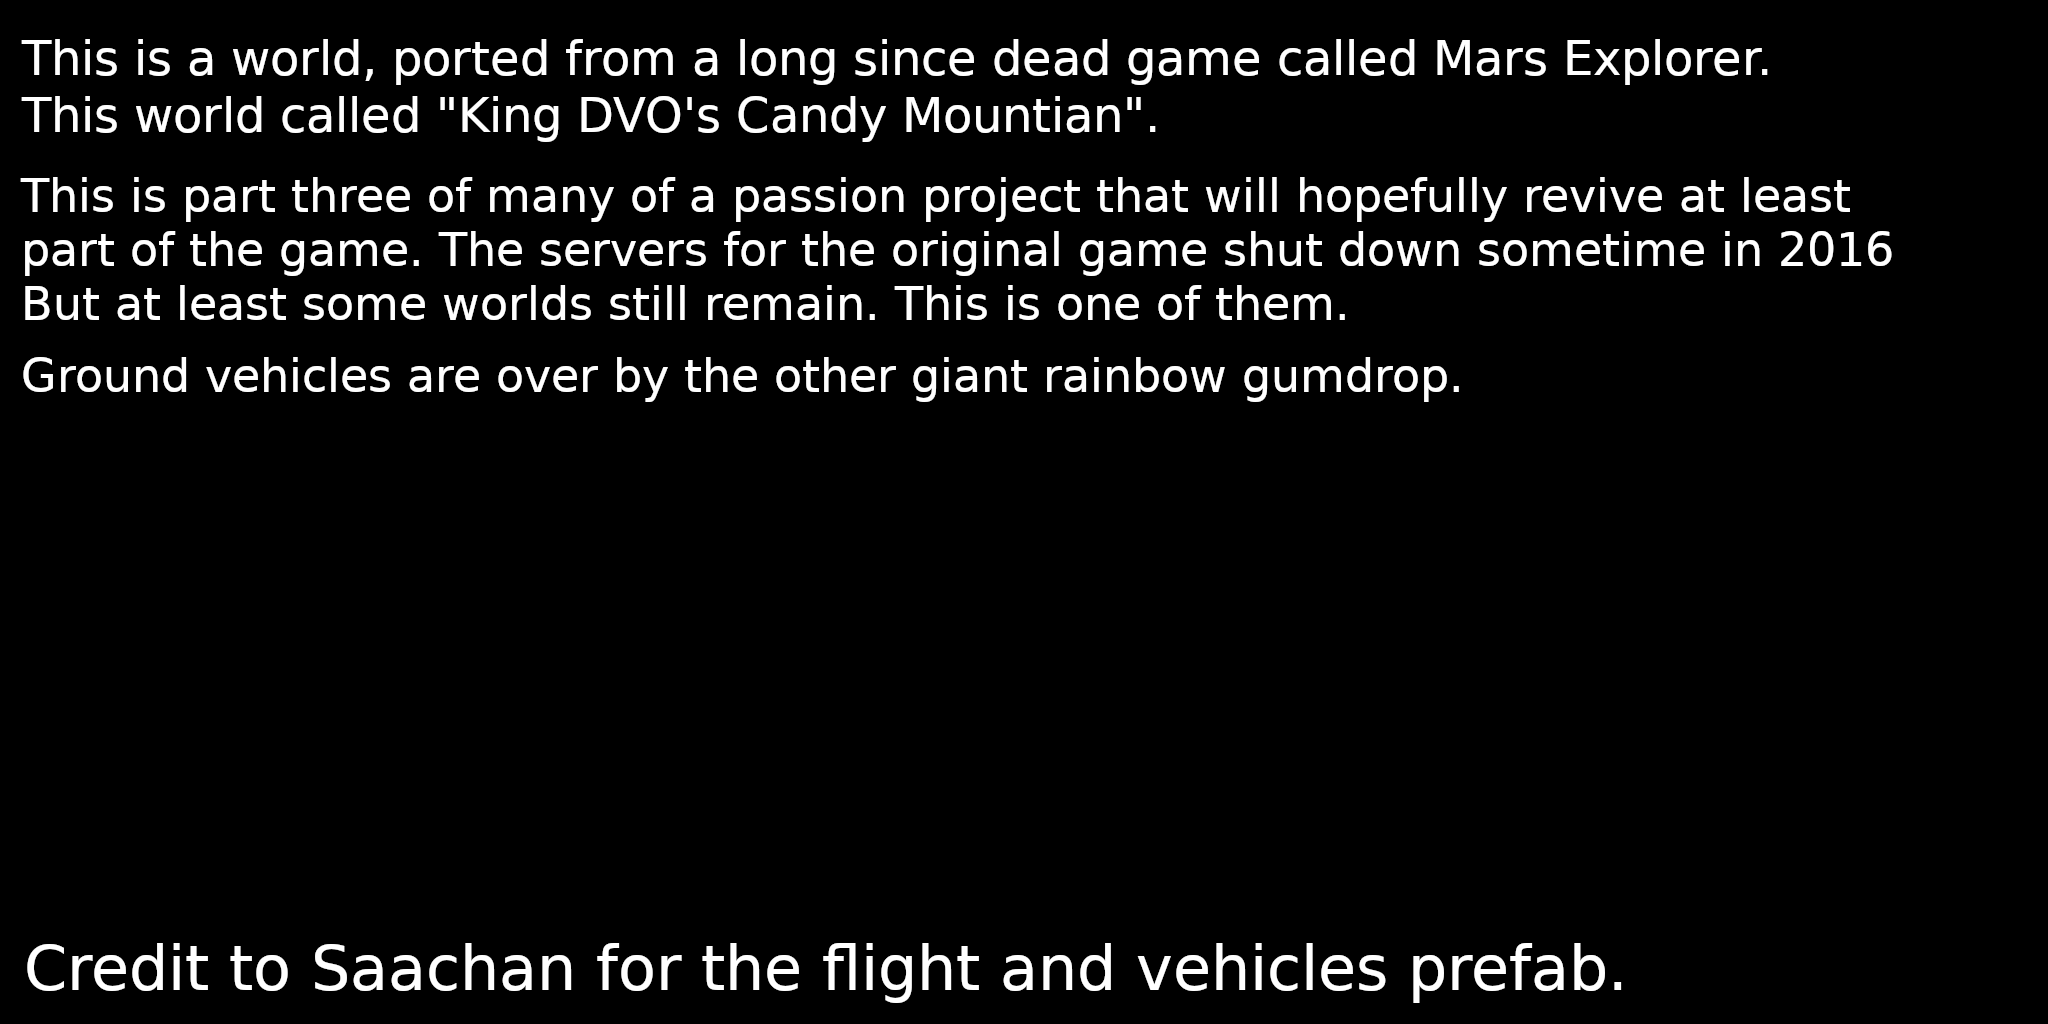 This is a world, ported from a long since dead game called Mars Explorer.
This world called "King DVO's Candy Mountian".
This is part three of many of a passion project that will hopefully revive at least
part of the game. The servers for the original game shut down sometime in 2016
But at least some worlds still remain. This is one of them.
Ground vehicles are over by the other giant rainbow gumdrop.
Credit to Saachan for the flight and vehicles prefab.